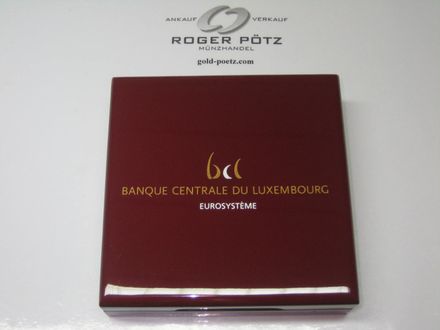 ANKAUF VERKAUF
ROGER PÖTZ
MÜNZHANDEL
gold-poetz.com
bcl
BANQUE CENTRALE DU LUXEMBOURG
EUROSYSTÈME